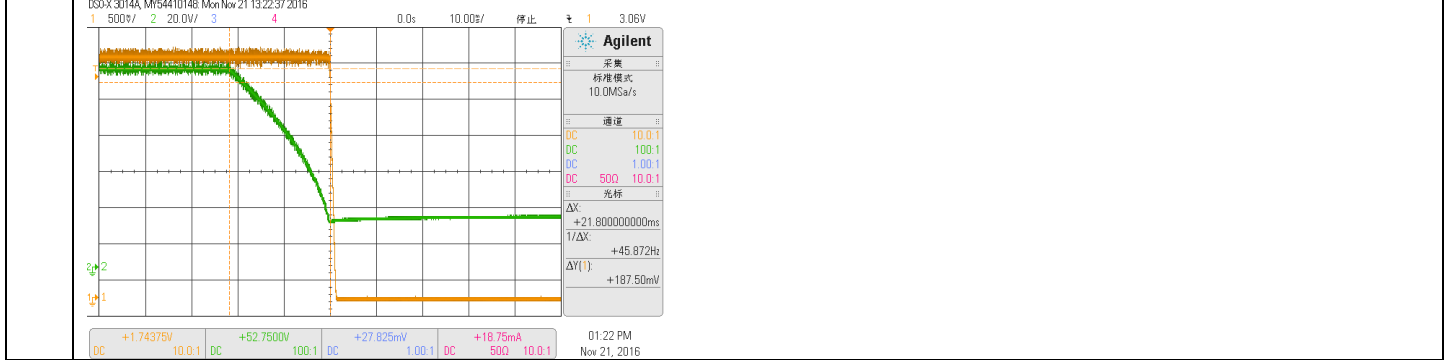 DSO-X 3014A, MY54410148: Mon Nov 21 13:22:37 2016
1 500♥/ 2 20.0V/ 3 4 0.0s 10.00♥/ 停止 1 3.06V
Agilent
采集
标准模式
10.0MSa/s
通道
DC 10.0:1
DC 100:1
DC 1.00:1
DC 50Ω 10.0:1
光标
ΔX:
+21.800000000ms
1/ΔX:
+45.872Hz
ΔY(1):
+187.50mV
T
2 2
1 1
+1.74375V +52.7500V +27.825mV +18.75mA
DC 10.0:1 DC 100:1 DC 1.00:1 DC 50Ω 10.0:1
01:22 PM
Nov 21, 2016